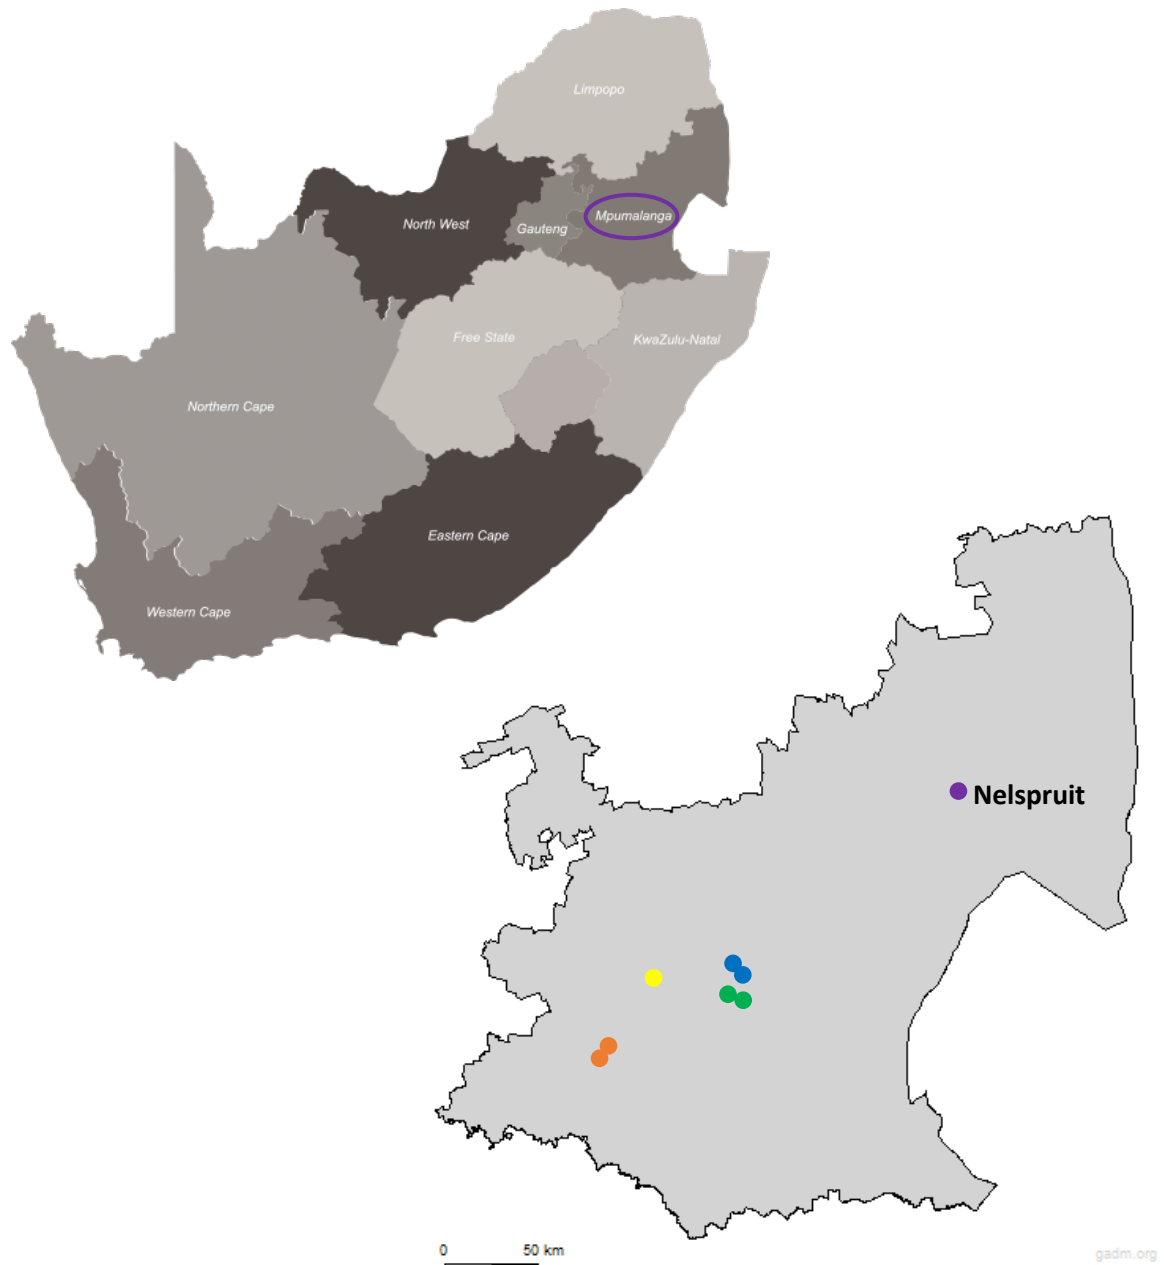 Limpopo
North West
Gauteng
Mpumalanga
Free State
KwaZulu-Natal
Northern Cape
Eastern Cape
Western Cape
Nelspruit
0 50 km
gadm.org